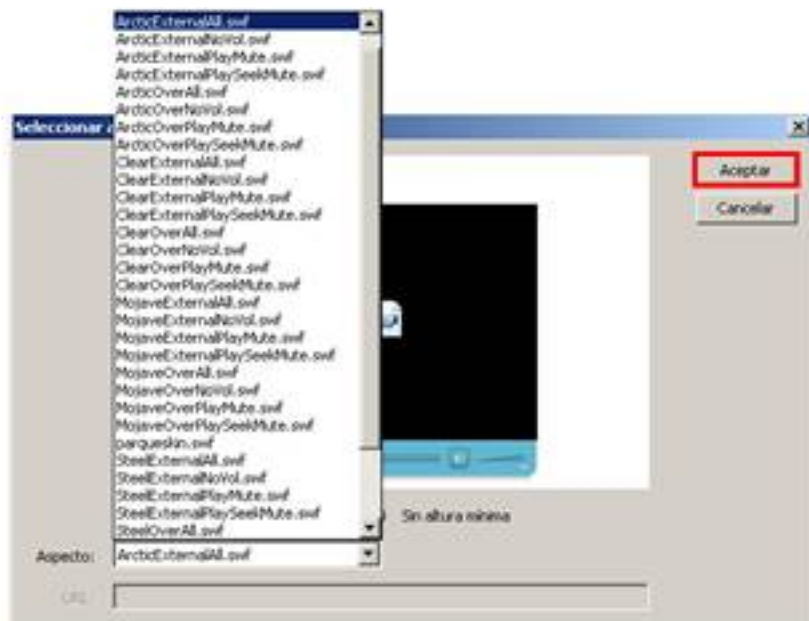 ArcticExternalAll.swf
ArcticExternalNoVol.swf
ArcticExternalPlayMute.swf
ArcticExternalPlaySeekMute.swf
ArcticOverAll.swf
ArcticOverNoVol.swf
Seleccionar
ArcticOverPlayMute.swf
ArcticOverPlaySeekMute.swf
ClearExternalAll.swf
Aceptar
ClearExternalNoVol.swf
ClearExternalPlayMute.swf
ClearExternalPlaySeekMute.swf
Cancelar
ClearOverAll.swf
ClearOverNoVol.swf
ClearOverPlayMute.swf
ClearOverPlaySeekMute.swf
MojaveExternalAll.swf
MojaveExternalNoVol.swf
MojaveExternalPlayMute.swf
MojaveExternalPlaySeekMute.swf
MojaveOverAll.swf
MojaveOverNoVol.swf
MojaveOverPlayMute.swf
MojaveOverPlaySeekMute.swf
parqueskin.swf
SteelExternalAll.swf
SteelExternalNoVol.swf
SteelExternalPlayMute.swf
SteelExternalPlaySeekMute.swf
Sin altura mínima
SteelOverAll.swf
Aspecto: ArcticExternalAll.swf
URL: